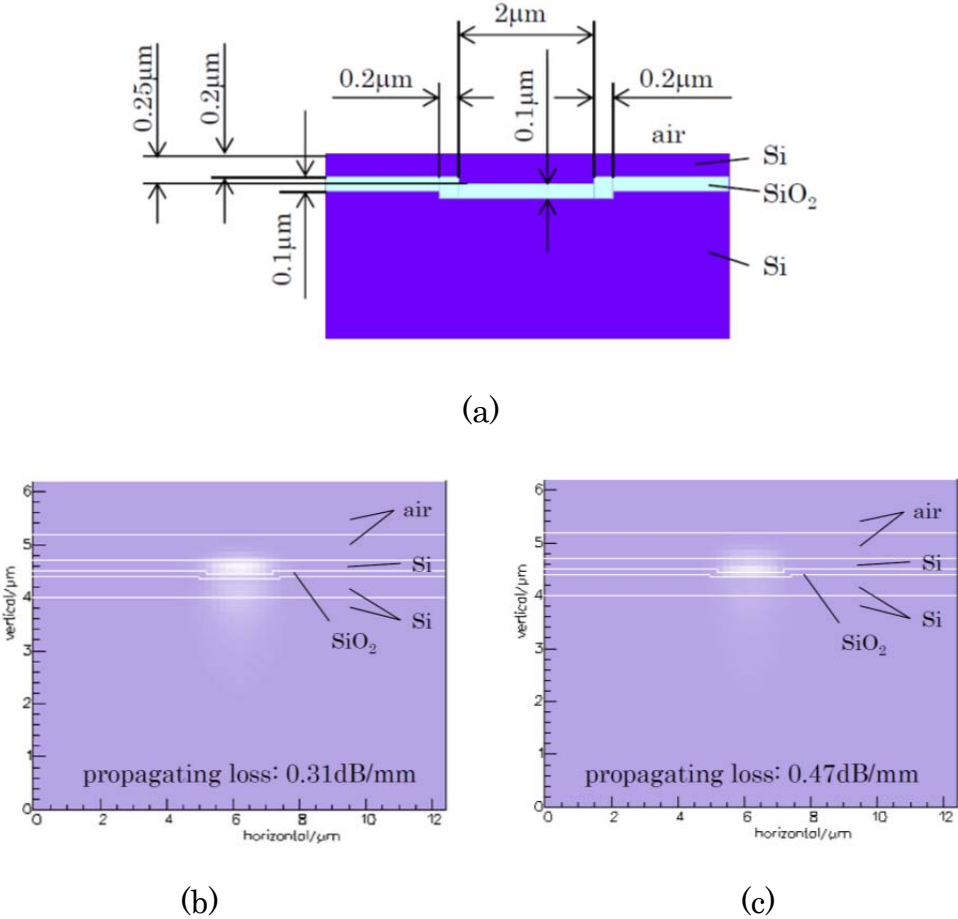 2μm
0.25μm
0.2μm
0.2μm
0.1μm
0.2μm
air
Si
SiO₂
0.1μm
Si
(a)
6
5
4
3
2
1
0
vertical/μm
air
Si
Si
SiO₂
propagating loss: 0.31dB/mm
0 2 4 6 8 10 12
horizontal/μm
(b)
6
5
4
3
2
1
0
vertical/μm
air
Si
Si
SiO₂
propagating loss: 0.47dB/mm
0 2 4 6 8 10 12
horizontal/μm
(c)